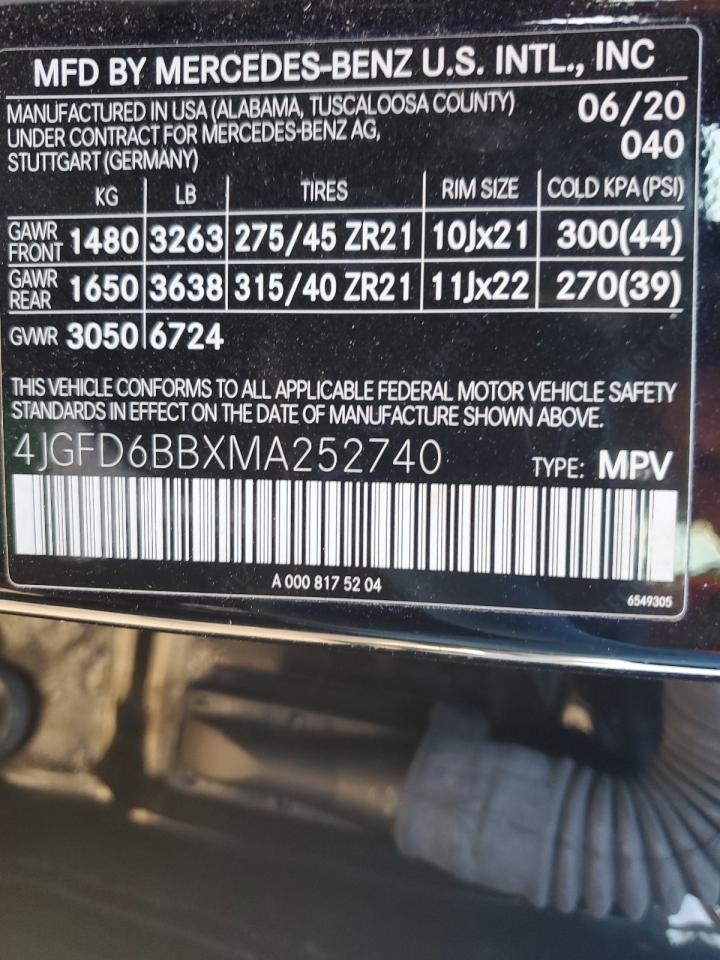 MFD BY MERCEDES-BENZ U.S. INTL., INC
MANUFACTURED IN USA (ALABAMA, TUSCALOOSA COUNTY) 06/20
UNDER CONTRACT FOR MERCEDES-BENZ AG, 040
STUTTGART (GERMANY)
KG LB TIRES RIM SIZE COLD KPA (PSI)
GAWR FRONT 1480 3263 275/45 ZR21 10Jx21 300(44)
GAWR REAR 1650 3638 315/40 ZR21 11Jx22 270(39)
GVWR 3050 6724
THIS VEHICLE CONFORMS TO ALL APPLICABLE FEDERAL MOTOR VEHICLE SAFETY
STANDARDS IN EFFECT ON THE DATE OF MANUFACTURE SHOWN ABOVE.
4JGFD6BBXMA252740 TYPE: MPV
A 000 817 52 04
6549305